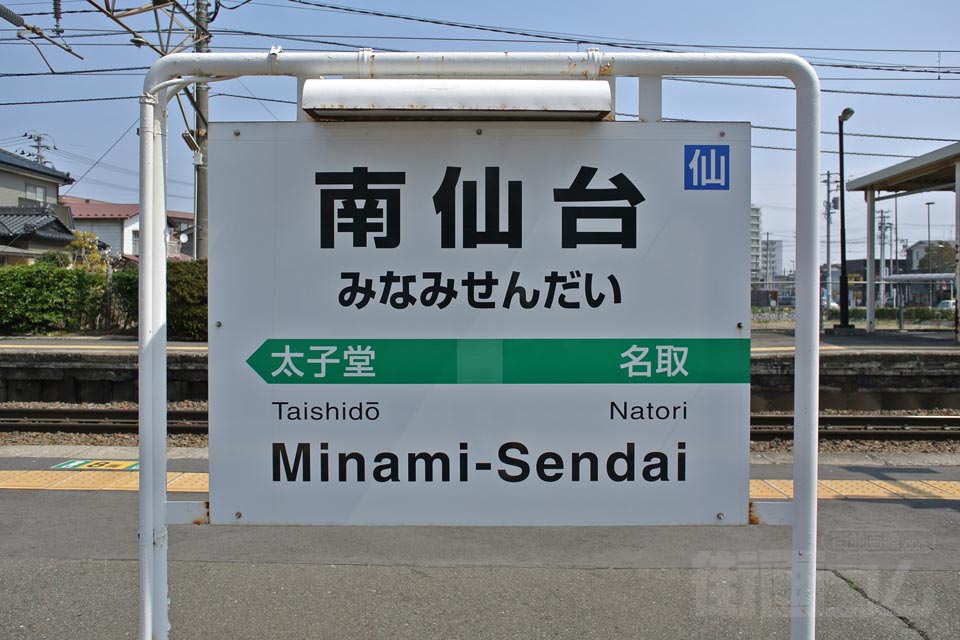 仙
南仙台
みなみせんだい
太子堂 名取
Taishidō Natori
Minami-Sendai